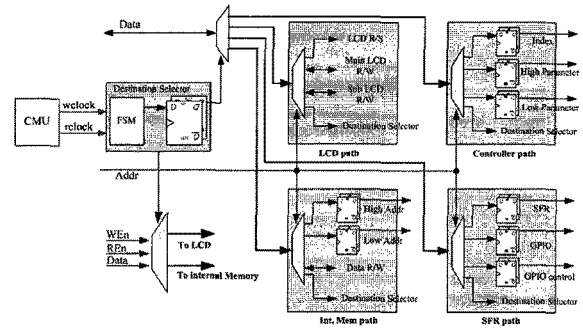 Data
Destination Selector
CMU
wclock
rclock
FSM
D
Addr
WEn
REn
Data
To LCD
To internal Memory
LCD R/S
Main LCD
R/W
Sub LCD
R/W
Destination Selector
LCD path
Index
High Parameter
Low Parameter
Destination Selector
Controller path
High Addr
Low Addr
Data R/W
Destination Selector
Int. Mem path
SFR
GPIO
GPIO control
Destination Selector
SFR path